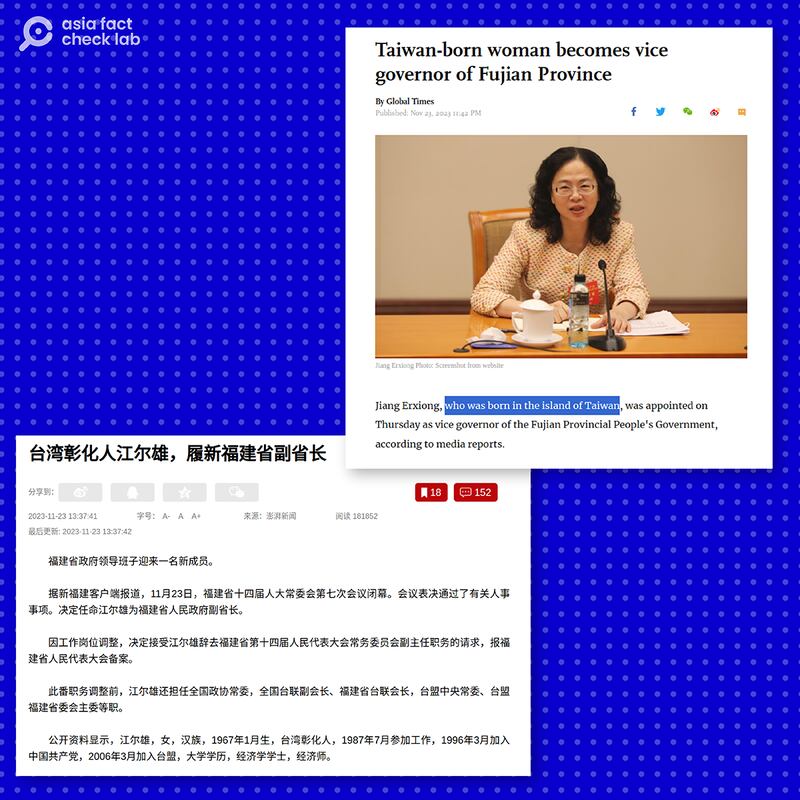 asia fact
check lab
Taiwan-born woman becomes vice
governor of Fujian Province
By Global Times
Published: Nov 23, 2023 11:42 PM
Jiang Erxiong Photo: Screenshot from website
Jiang Erxiong, who was born in the island of Taiwan, was appointed on
Thursday as vice governor of the Fujian Provincial People's Government,
according to media reports.
台湾彰化人江尔雄，履新福建省副省长
分享到：
18
152
2023-11-23 13:37:41 字号： A- A A+ 来源：澎湃新闻 阅读 181852
最后更新: 2023-11-23 13:37:42
福建省政府领导班子迎来一名新成员。
据新福建客户端报道，11月23日，福建省十四届人大常委会第七次会议闭幕。会议表决通过了有关人事
事项。决定任命江尔雄为福建省人民政府副省长。
因工作岗位调整，决定接受江尔雄辞去福建省第十四届人民代表大会常务委员会副主任职务的请求，报福
建省人民代表大会备案。
此番职务调整前，江尔雄还担任全国政协常委，全国台联副会长、福建省台联会长，台盟中央常委、台盟
福建省委会主委等职。
公开资料显示，江尔雄，女，汉族，1967年1月生，台湾彰化人，1987年7月参加工作，1996年3月加入
中国共产党，2006年3月加入台盟，大学学历，经济学学士，经济师。